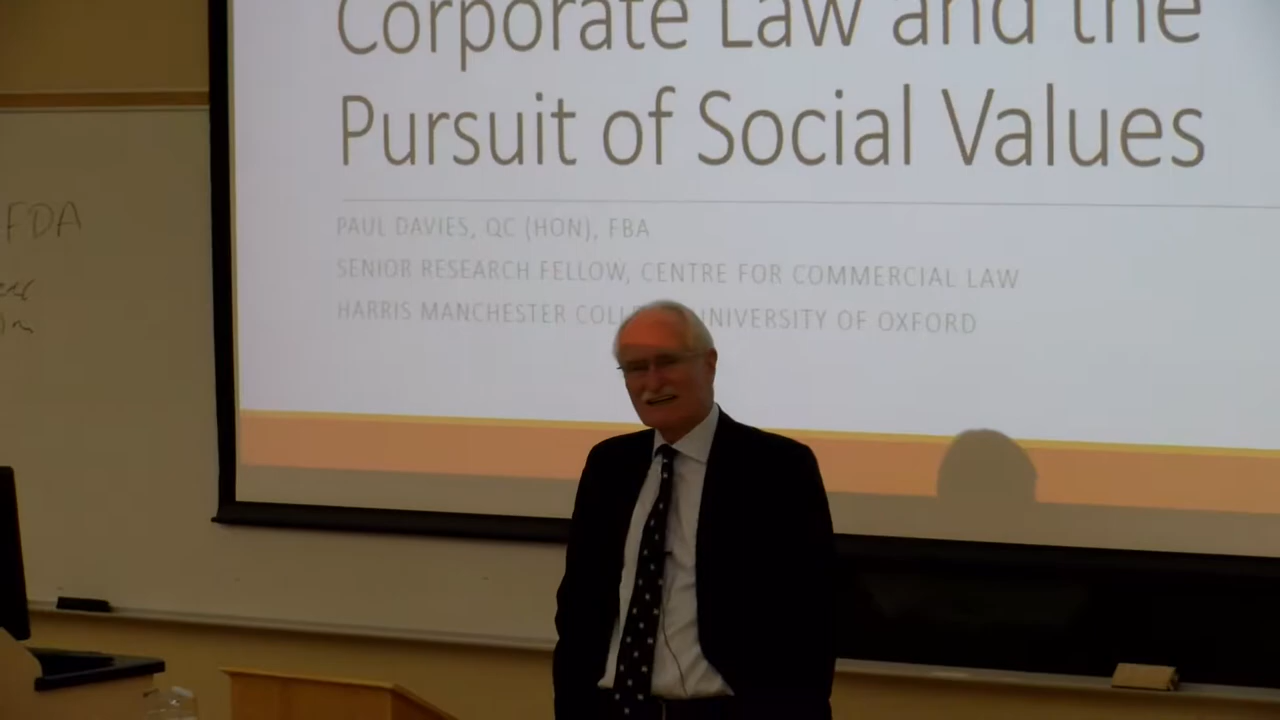 Corporate Law and the
Pursuit of Social Values
PAUL DAVIES, QC (HON), FBA
SENIOR RESEARCH FELLOW, CENTRE FOR COMMERCIAL LAW
HARRIS MANCHESTER UNIVERSITY OF OXFORD
FDA